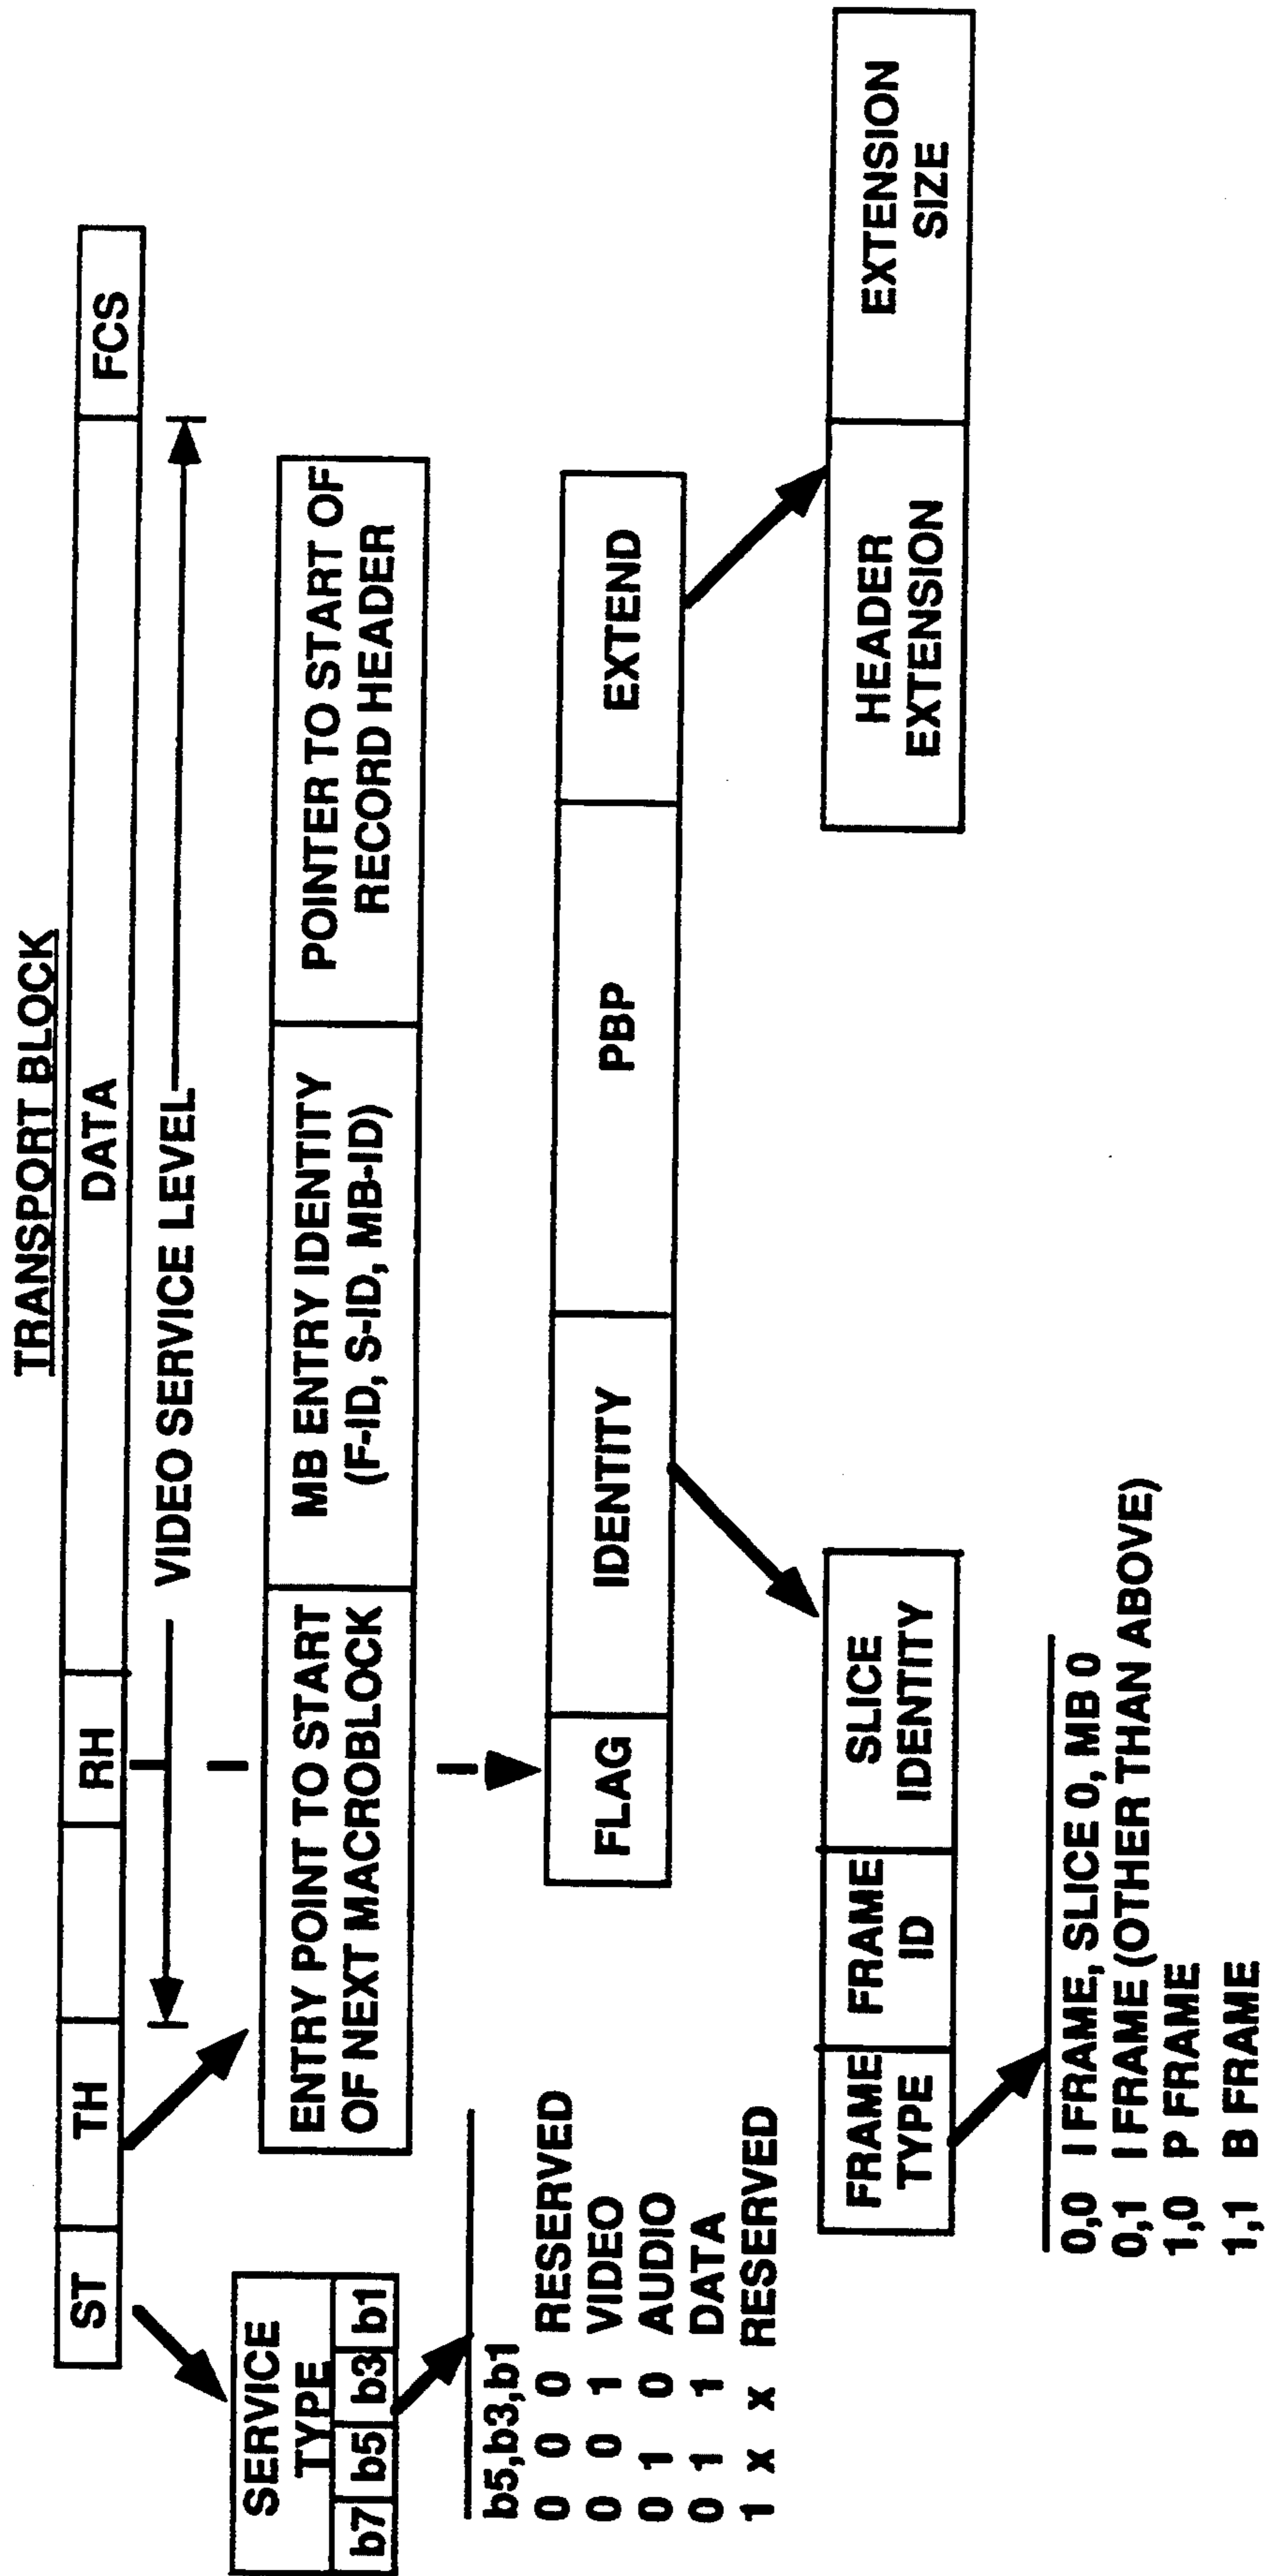 TRANSPORT BLOCK
ST TH RH DATA FCS
VIDEO SERVICE LEVEL
SERVICE
TYPE
b7 b5 b3 b1
ENTRY POINT TO START
OF NEXT MACROBLOCK
MB ENTRY IDENTITY
(F-ID, S-ID, MB-ID)
POINTER TO START OF
RECORD HEADER
b5,b3,b1
0 0 0 RESERVED
0 0 1 VIDEO
0 1 0 AUDIO
0 1 1 DATA
1 x x RESERVED
FLAG IDENTITY PBP EXTEND
FRAME
TYPE
FRAME
ID
SLICE
IDENTITY
HEADER
EXTENSION
EXTENSION
SIZE
0,0 I FRAME, SLICE 0, MB 0
0,1 I FRAME (OTHER THAN ABOVE)
1,0 P FRAME
1,1 B FRAME